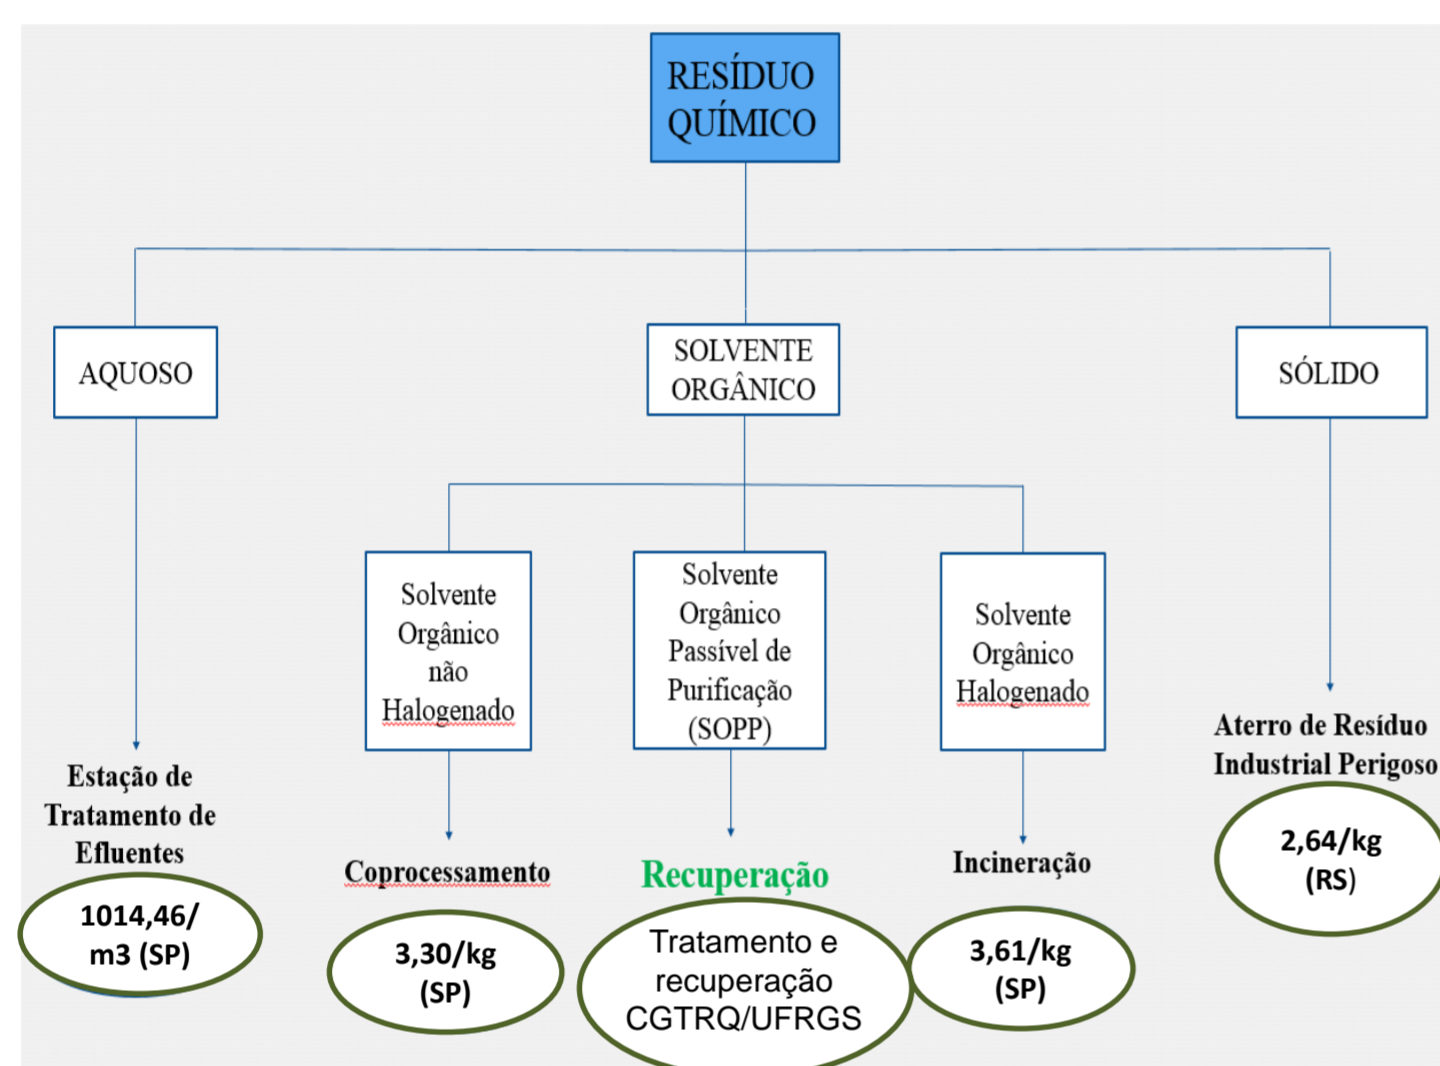 RESÍDUO
QUÍMICO
AQUOSO
SOLVENTE
ORGÂNICO
SÓLIDO
Solvente
Orgânico
não
Halogenado
Solvente
Orgânico
Passível de
Purificação
(SOPP)
Solvente
Orgânico
Halogenado
Estação de
Tratamento de
Efluentes
1014,46/
m3 (SP)
Coprocessamento
3,30/kg
(SP)
Recuperação
Tratamento e
recuperação
CGTRQ/UFRGS
Incineração
3,61/kg
(SP)
Aterro de Resíduo
Industrial Perigoso
2,64/kg
(RS)